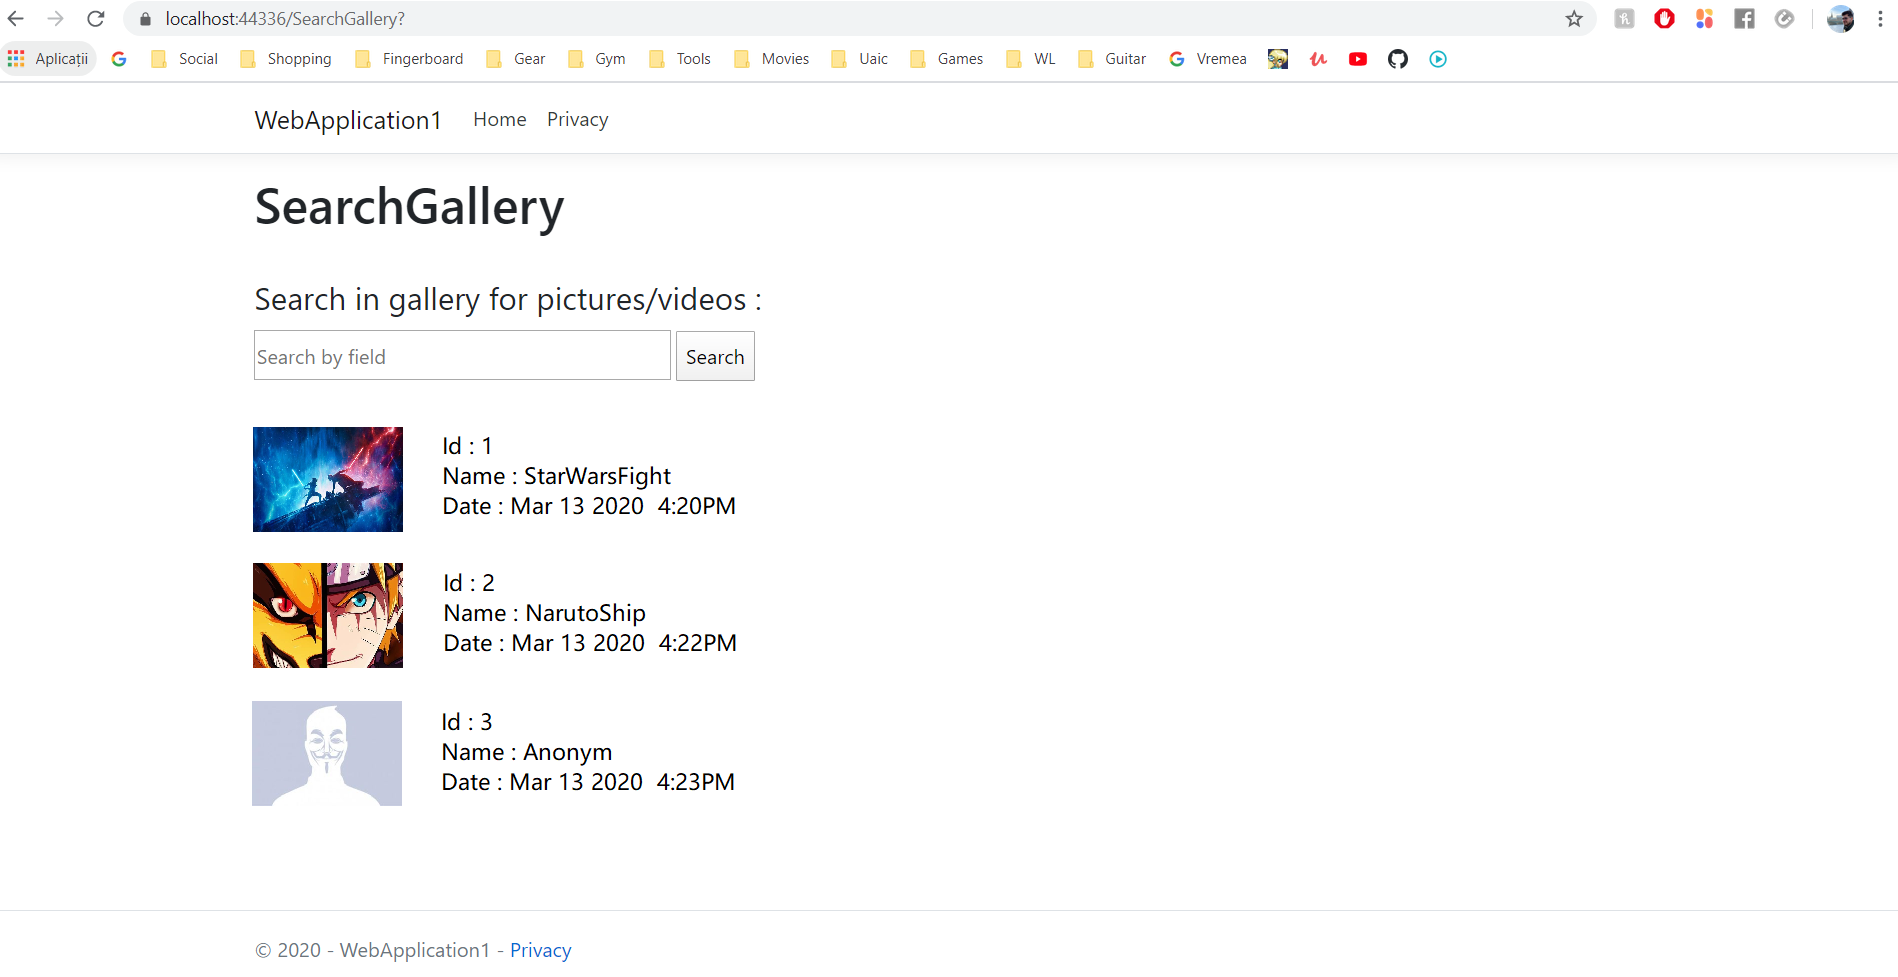 localhost:44336/SearchGallery?
Aplicații Social Shopping Fingerboard Gear Gym Tools Movies Uaic Games WL Guitar Vremea
WebApplication1 Home Privacy
SearchGallery
Search in gallery for pictures/videos :
Search by field Search
Id : 1
Name : StarWarsFight
Date : Mar 13 2020  4:20PM
Id : 2
Name : NarutoShip
Date : Mar 13 2020  4:22PM
Id : 3
Name : Anonym
Date : Mar 13 2020  4:23PM
© 2020 - WebApplication1 - Privacy